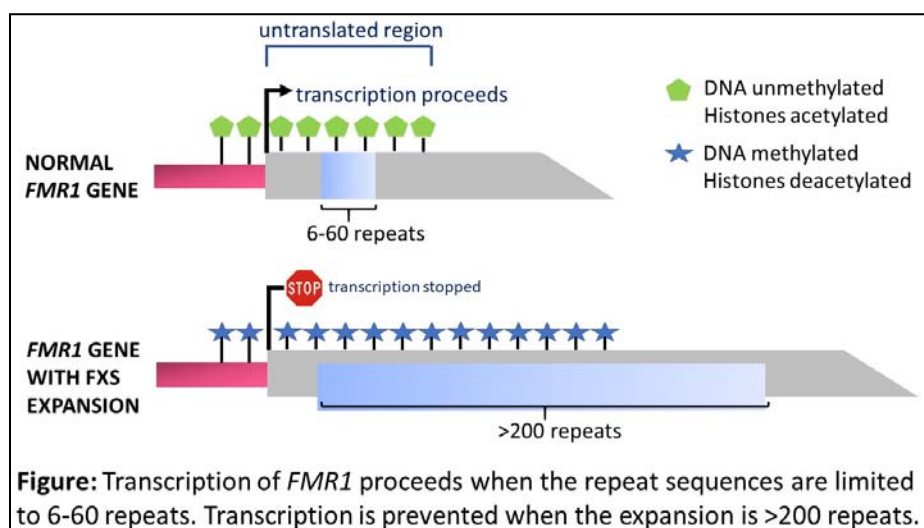 untranslated region
transcription proceeds
DNA unmethylated
Histones acetylated
DNA methylated
Histones deacetylated
NORMAL
FMR1 GENE
6-60 repeats
STOP
transcription stopped
FMR1 GENE
WITH FXS
EXPANSION
>200 repeats
Figure: Transcription of FMR1 proceeds when the repeat sequences are limited
to 6-60 repeats. Transcription is prevented when the expansion is >200 repeats.